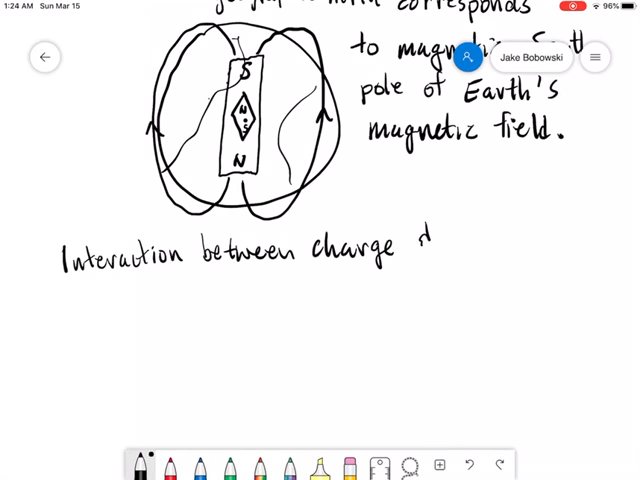 1:24 AM Sun Mar 15
96%
corresponds
to
Jake Bobowski
pole of Earth's
magnetic field.
S
N
S
N
Interaction between charge &